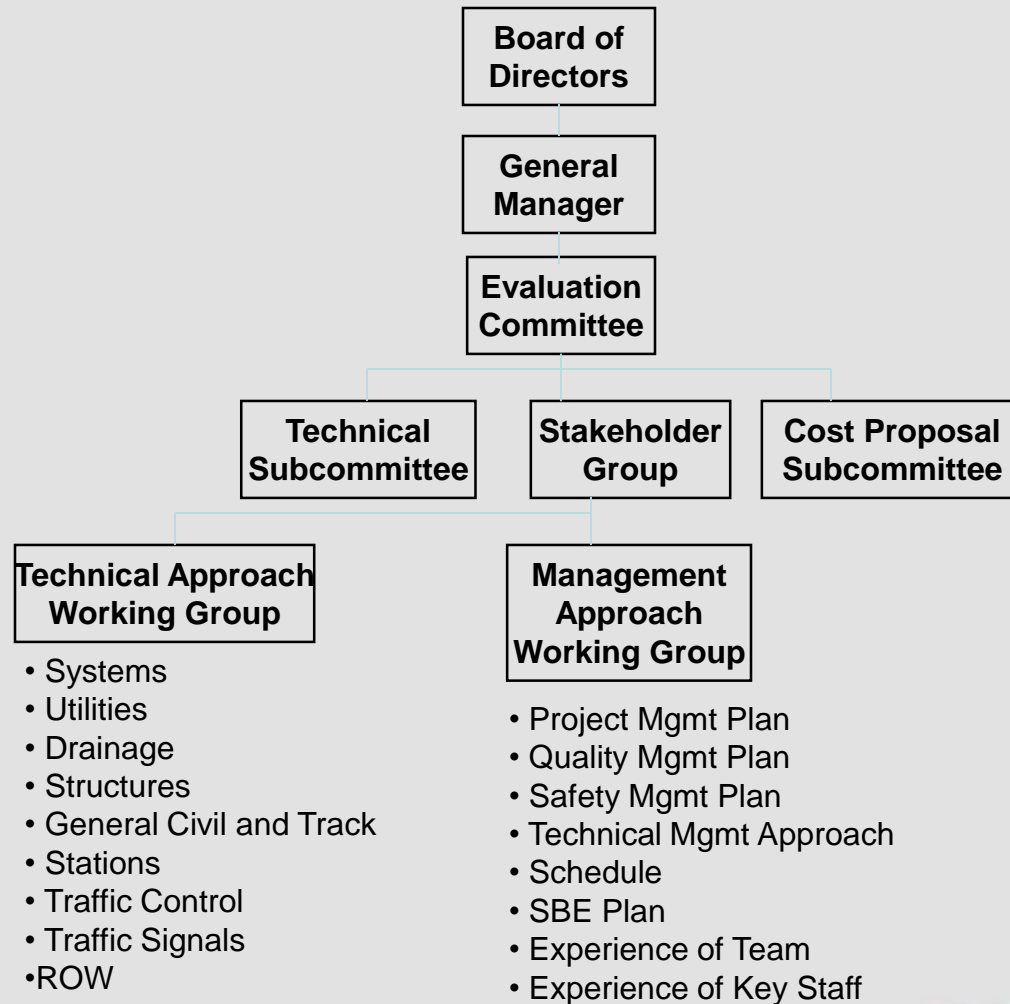 Board of
Directors
General
Manager
Evaluation
Committee
Technical
Subcommittee
Stakeholder
Group
Cost Proposal
Subcommittee
Technical Approach
Working Group
• Systems
• Utilities
• Drainage
• Structures
• General Civil and Track
• Stations
• Traffic Control
• Traffic Signals
•ROW
Management
Approach
Working Group
• Project Mgmt Plan
• Quality Mgmt Plan
• Safety Mgmt Plan
• Technical Mgmt Approach
• Schedule
• SBE Plan
• Experience of Team
• Experience of Key Staff